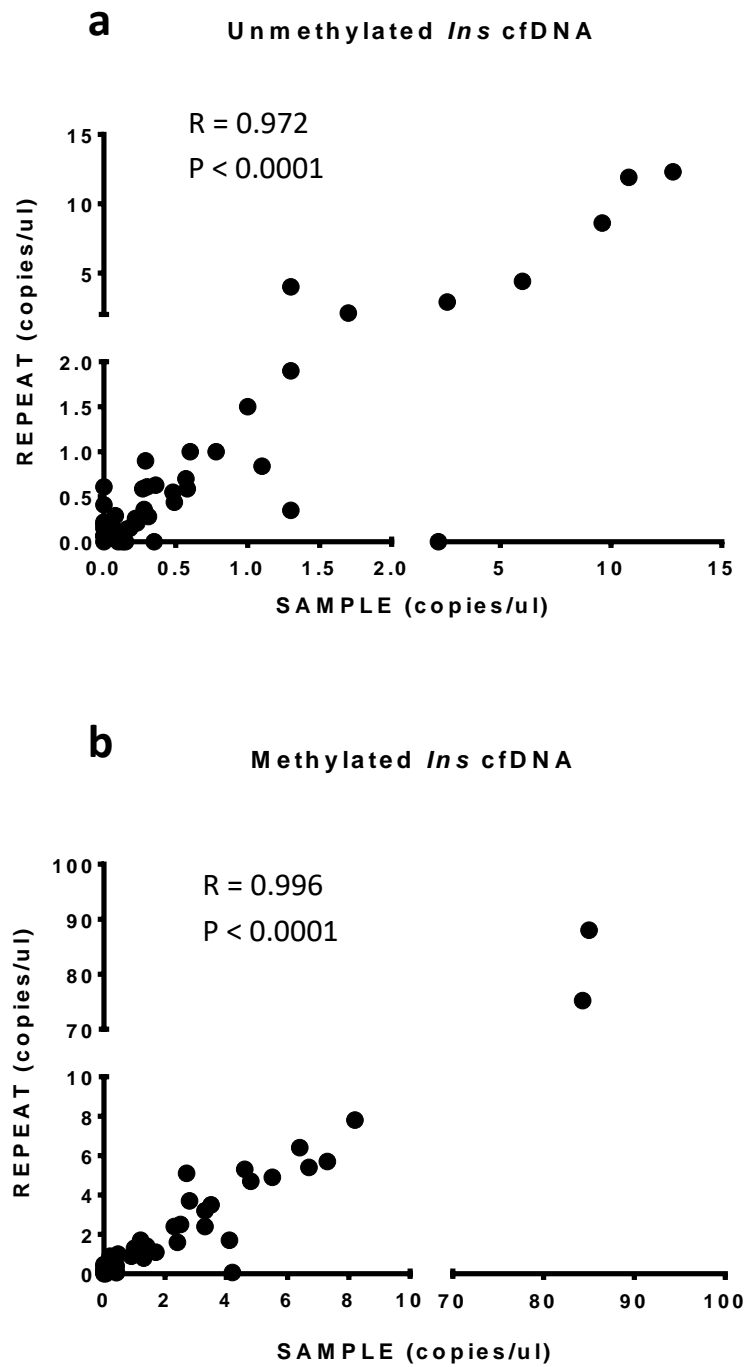 a
Unmethylated Ins cfDNA
R = 0.972
P < 0.0001
REPEAT (copies/ul)
15
10
5
2.0
1.5
1.0
0.5
0.0
0.0 0.5 1.0 1.5 2.0 5 10 15
SAMPLE (copies/ul)
b
Methylated Ins cfDNA
R = 0.996
P < 0.0001
REPEAT (copies/ul)
100
90
80
70
10
8
6
4
2
0
0 2 4 6 8 10 70 80 90 100
SAMPLE (copies/ul)